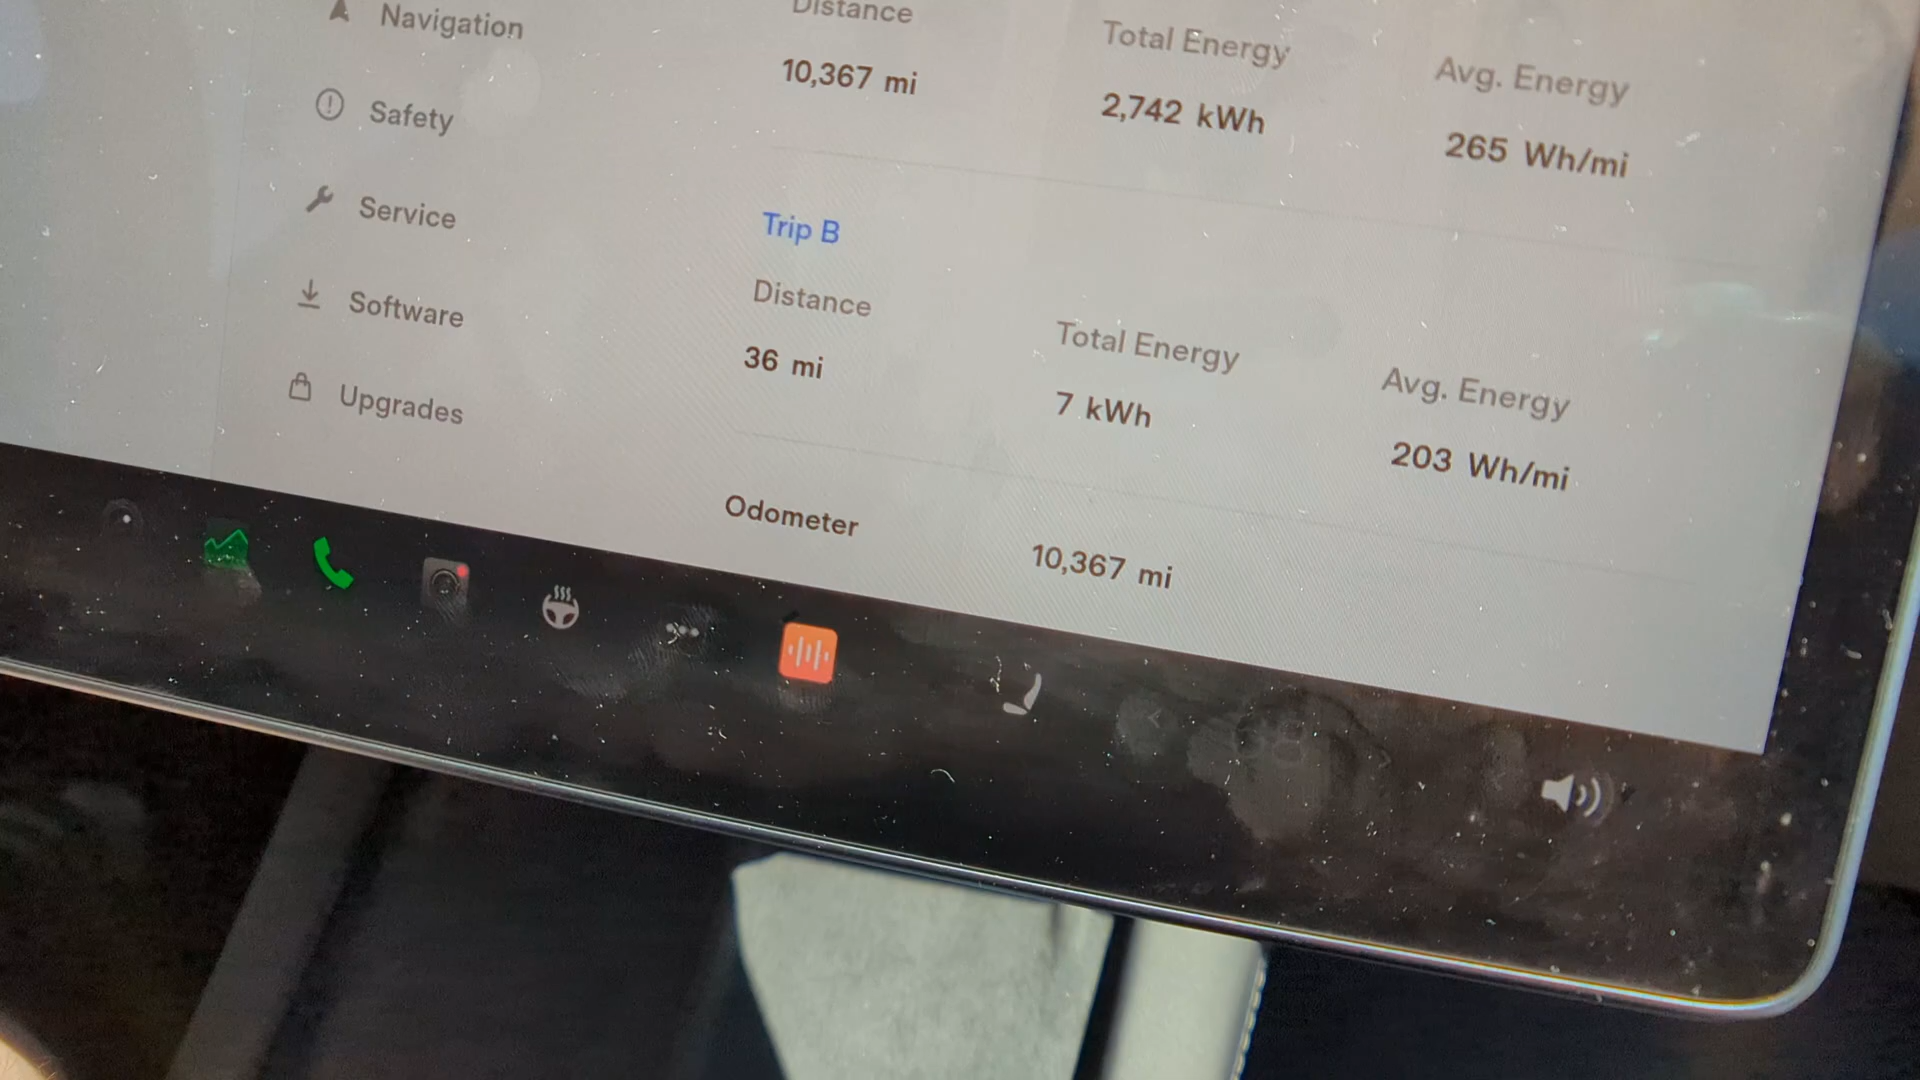 Navigation
Safety
Service
Software
Upgrades
Distance
10,367 mi
Total Energy
2,742 kWh
Avg. Energy
265 Wh/mi
Trip B
Distance
36 mi
Total Energy
7 kWh
Avg. Energy
203 Wh/mi
Odometer
10,367 mi